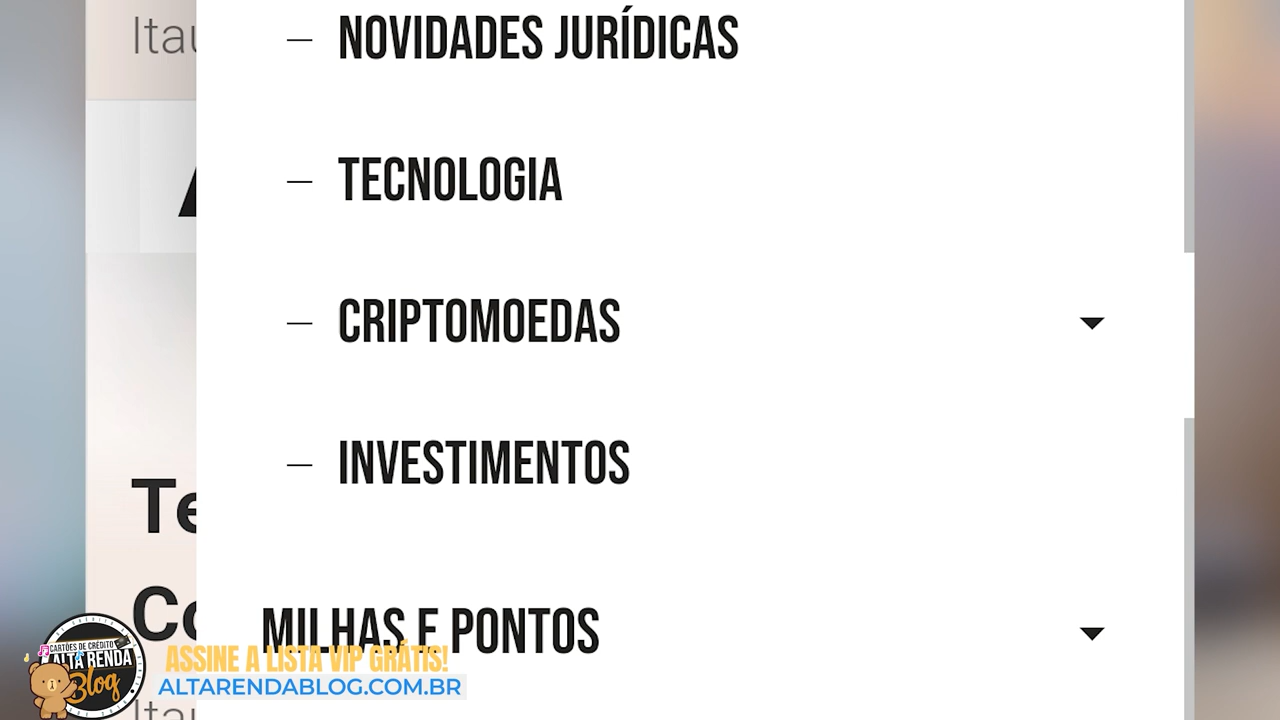 Itaú
— NOVIDADES JURÍDICAS
— TECNOLOGIA
— CRIPTOMOEDAS
— INVESTIMENTOS
MILHAS E PONTOS
CARTÕES DE CRÉDITO
ALTA RENDA
Blog
ASSINE A LISTA VIP GRÁTIS!
ALTARENDABLOG.COM.BR